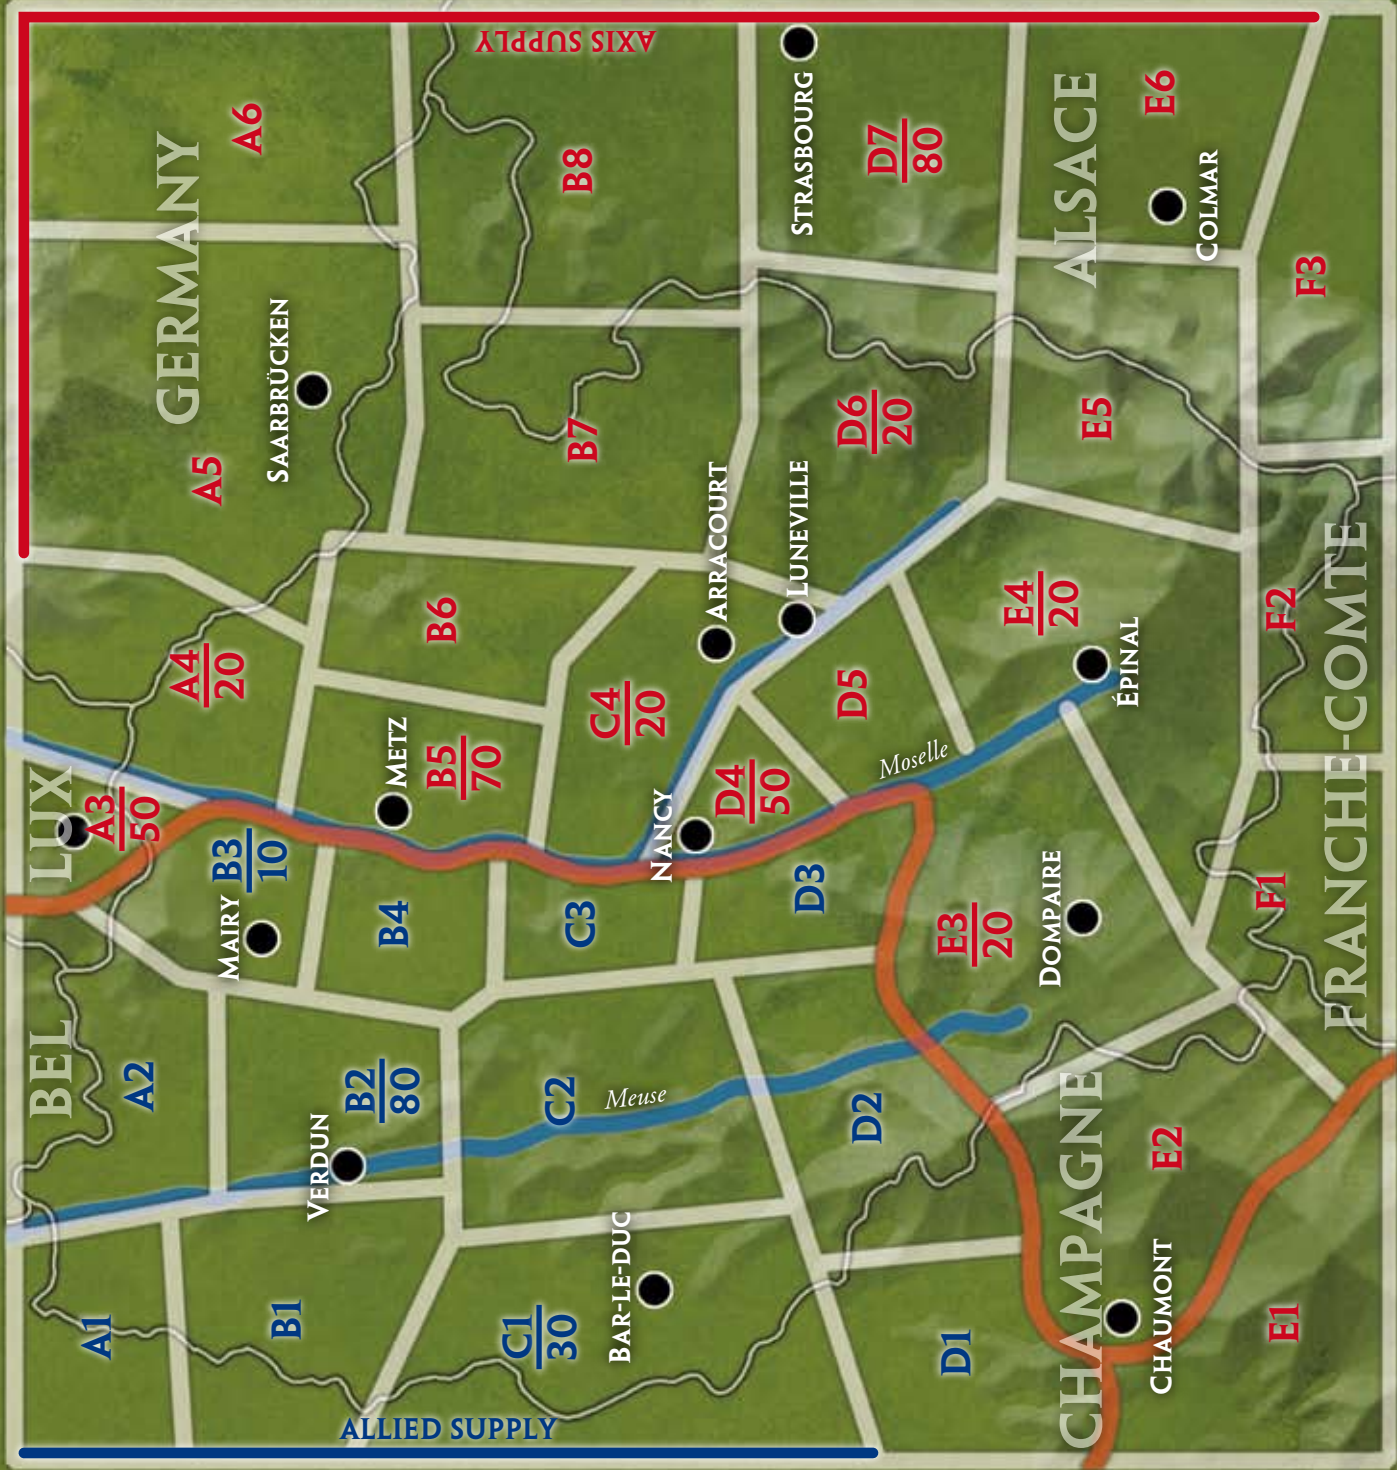 BEL
LUX
GERMANY
A1
A2
A3
50
A4
20
A5
SAARBRÜCKEN
A6
MAIRY
B3
10
B1
VERDUN
B2
80
B4
METZ
B5
70
B6
B7
B8
ALLIED SUPPLY
AXIS SUPPLY
C1
30
BAR-LE-DUC
C2
Meuse
C3
C4
20
NANCY
ARRACOURT
LUNEVILLE
STRASBOURG
D1
D2
D3
D4
50
D5
Moselle
D6
20
D7
80
CHAMPAGNE
CHAUMONT
E1
E2
E3
20
DOMPAIRE
E4
20
ÉPINAL
E5
ALSACE
E6
COLMAR
F1
F2
F3
FRANCHE-COMTE